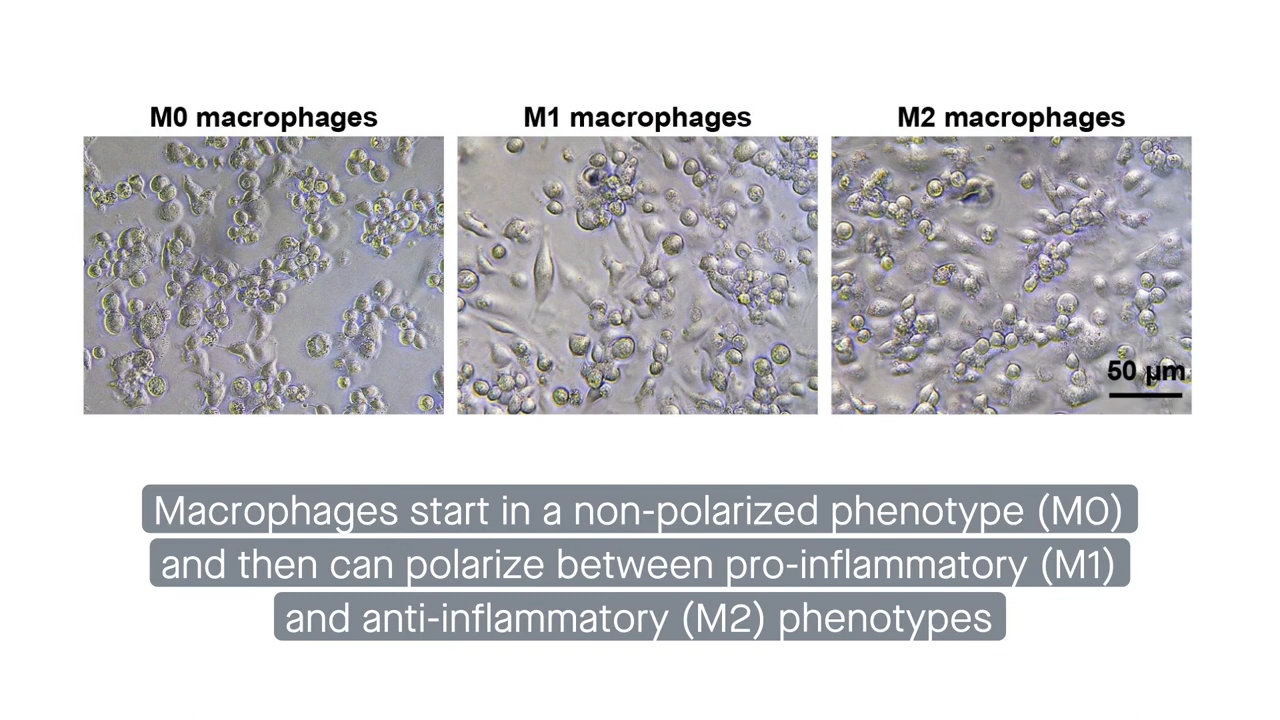 M0 macrophages
M1 macrophages
M2 macrophages
50 µm
Macrophages start in a non-polarized phenotype (M0)
and then can polarize between pro-inflammatory (M1)
and anti-inflammatory (M2) phenotypes